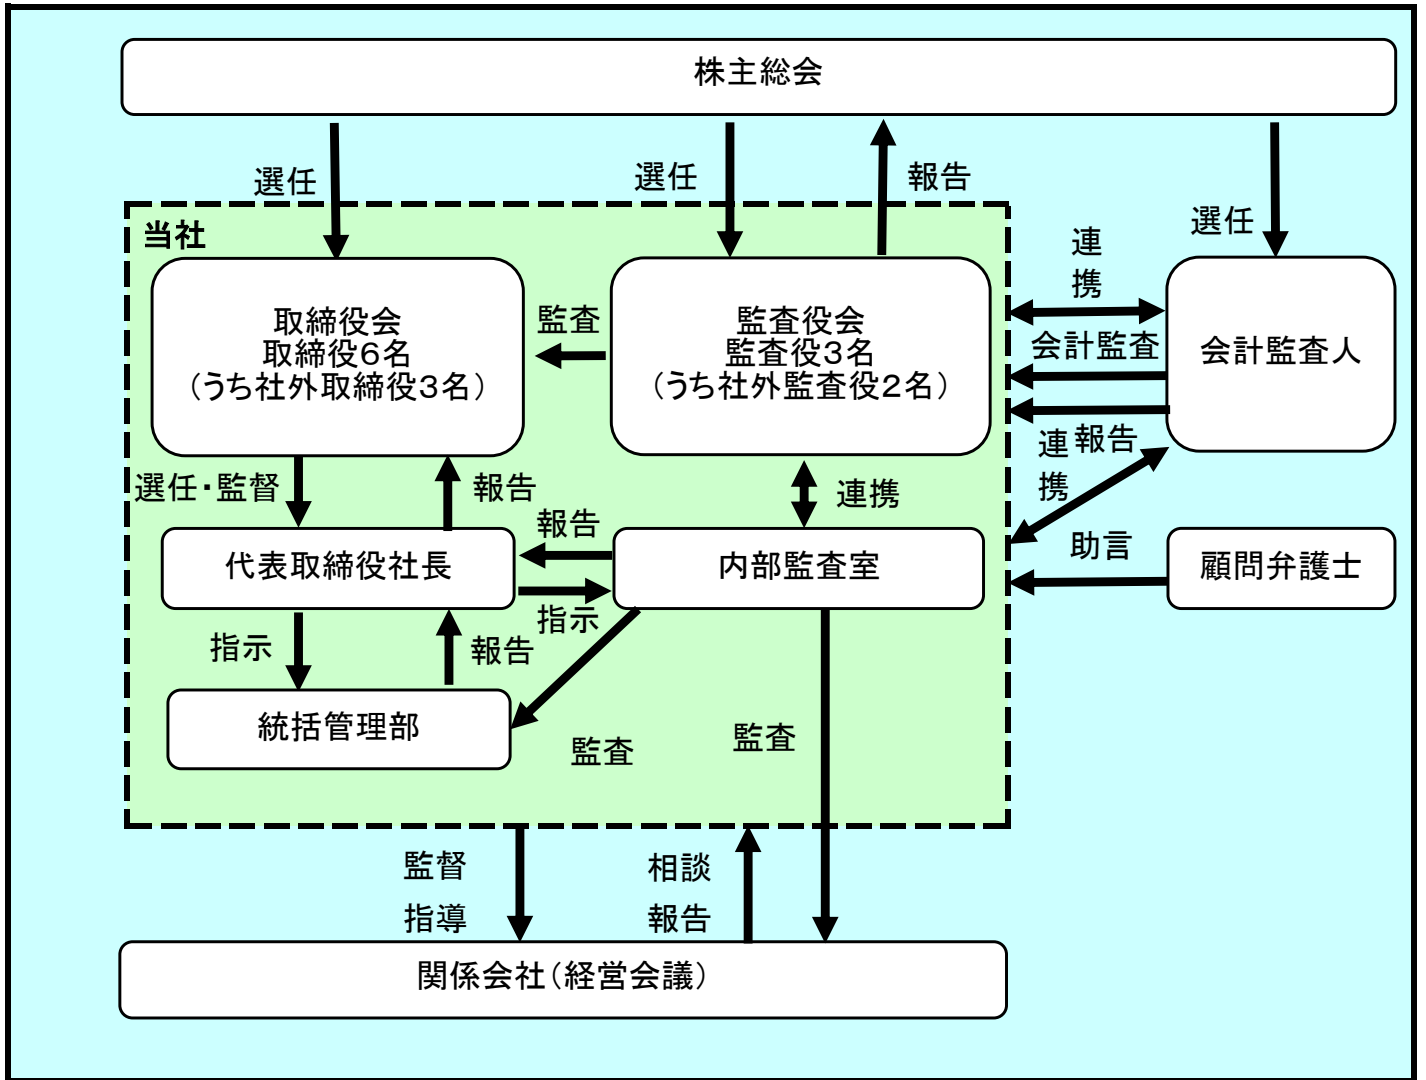 株主総会
選任
選任
報告
選任
当社
連
携
取締役会
取締役６名
（うち社外取締役３名）
監査
監査役会
監査役３名
（うち社外監査役２名）
会計監査
会計監査人
報告
連
携
選任・監督
報告
連携
報告
代表取締役社長
内部監査室
助言
顧問弁護士
指示
指示
報告
統括管理部
監査
監査
監督
指導
相談
報告
関係会社（経営会議）